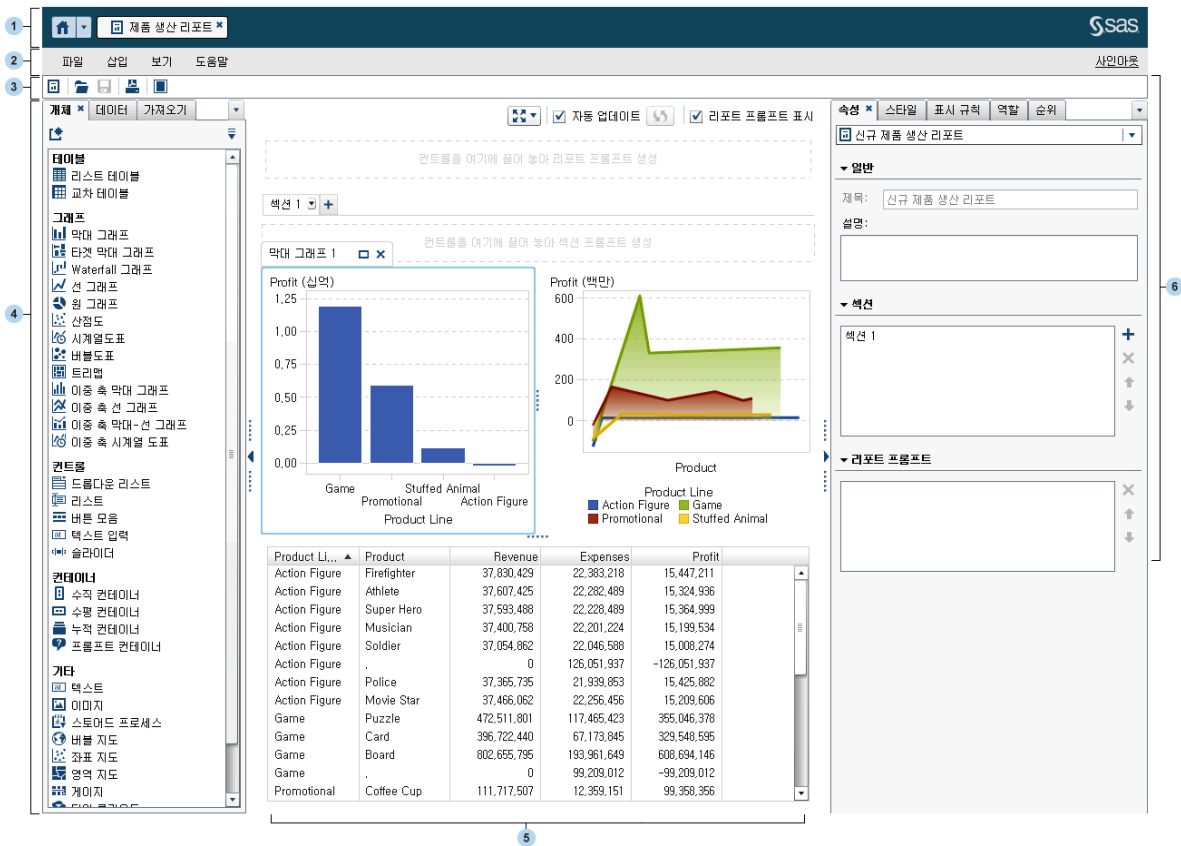 1
제품 생산 리포트
sas
2
파일 삽입 보기 도움말
사인아웃
3
개체 데이터 가져오기
자동 업데이트
리포트 프롬프트 표시
속성 스타일 표시 규칙 역할 순위
신규 제품 생산 리포트
테이블
리스트 테이블
교차 테이블
그래프
막대 그래프
타겟 막대 그래프
Waterfall 그래프
선 그래프
원 그래프
산점도
시계열도표
버블도표
트리맵
이중 축 막대 그래프
이중 축 선 그래프
이중 축 막대-선 그래프
이중 축 시계열 도표
컨트롤
드롭다운 리스트
리스트
버튼 모음
텍스트 입력
슬라이더
컨테이너
수직 컨테이너
수평 컨테이너
누적 컨테이너
프롬프트 컨테이너
기타
텍스트
이미지
스토어드 프로세스
버블 지도
좌표 지도
영역 지도
게이지
4
컨트롤을 여기에 끌어 놓아 리포트 프롬프트 생성
섹션 1
컨트롤을 여기에 끌어 놓아 섹션 프롬프트 생성
막대 그래프 1
Profit (십억)
1,25
1,00
0,75
0,50
0,25
0,00
Game Stuffed Animal
Promotional Action Figure
Product Line
Profit (백만)
600
400
200
0
Product
Product Line
Action Figure Game
Promotional Stuffed Animal
Product Li... Product Revenue Expenses Profit
Action Figure Firefighter 37,830,429 22,383,218 15,447,211
Action Figure Athlete 37,607,425 22,282,489 15,324,936
Action Figure Super Hero 37,593,488 22,228,489 15,364,999
Action Figure Musician 37,400,758 22,201,224 15,199,534
Action Figure Soldier 37,054,862 22,046,588 15,008,274
Action Figure . 0 126,051,937 -126,051,937
Action Figure Police 37,365,735 21,939,853 15,425,882
Action Figure Movie Star 37,466,062 22,256,456 15,209,606
Game Puzzle 472,511,801 117,465,423 355,046,378
Game Card 396,722,440 67,173,845 329,548,595
Game Board 802,655,795 193,961,649 608,694,146
Game . 0 99,209,012 -99,209,012
Promotional Coffee Cup 111,717,507 12,359,151 99,358,356
5
일반
제목: 신규 제품 생산 리포트
설명:
섹션
섹션 1
리포트 프롬프트
6